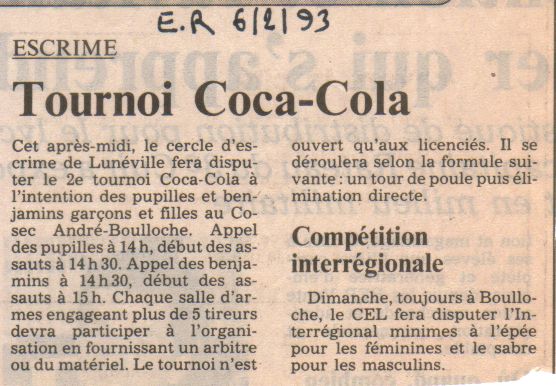 E.R 6/2/93
ESCRIME
Tournoi Coca-Cola
Cet après-midi, le cercle d'es-
crime de Lunéville fera dispu-
ter le 2e tournoi Coca-Cola à
l'intention des pupilles et ben-
jamins garçons et filles au Co-
sec André-Boulloche. Appel
des pupilles à 14 h, début des as-
sauts à 14 h 30. Appel des benja-
mins à 14 h 30, début des as-
sauts à 15 h. Chaque salle d'ar-
mes engageant plus de 5 tireurs
devra participer à l'organi-
sation en fournissant un arbitre
ou du matériel. Le tournoi n'est
ouvert qu'aux licenciés. Il se
déroulera selon la formule sui-
vante : un tour de poule puis éli-
mination directe.
Compétition
interrégionale
Dimanche, toujours à Boullo-
che, le CEL fera disputer l'In-
terrégional minimes à l'épée
pour les féminines et le sabre
pour les masculins.